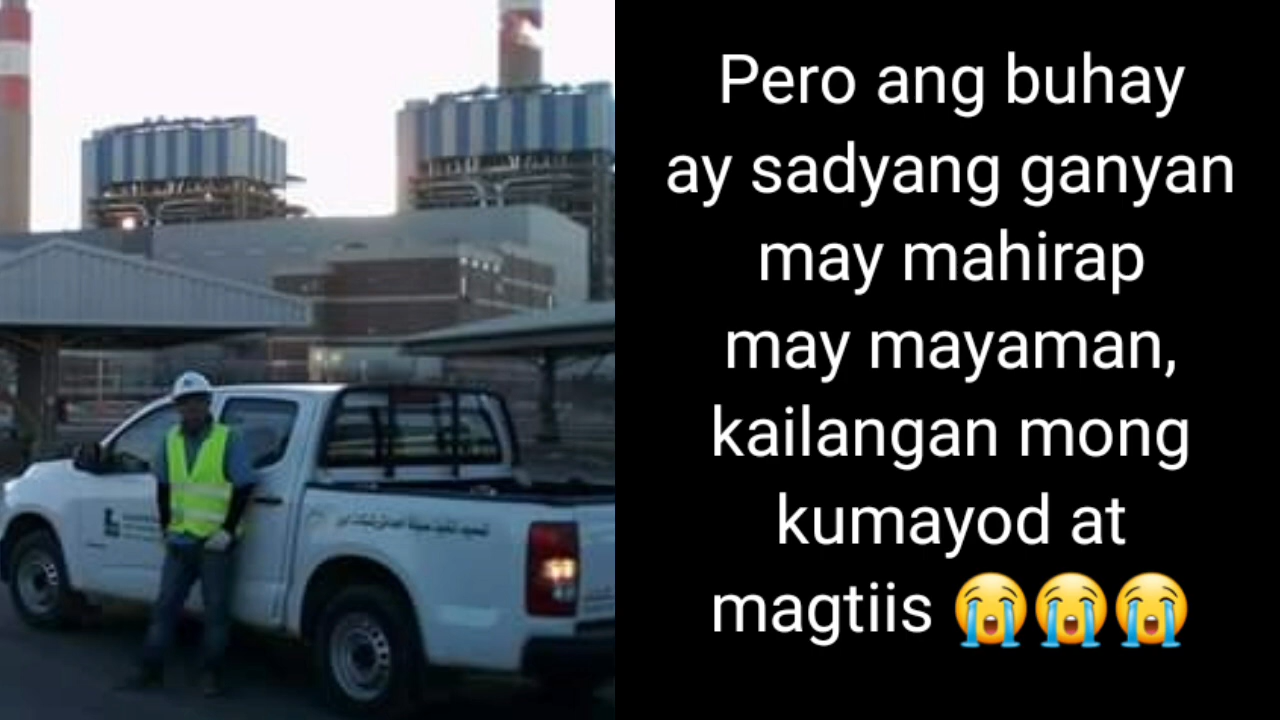 Pero ang buhay
ay sadyang ganyan
may mahirap
may mayaman,
kailangan mong
kumayod at
magtiis 😭😭😭